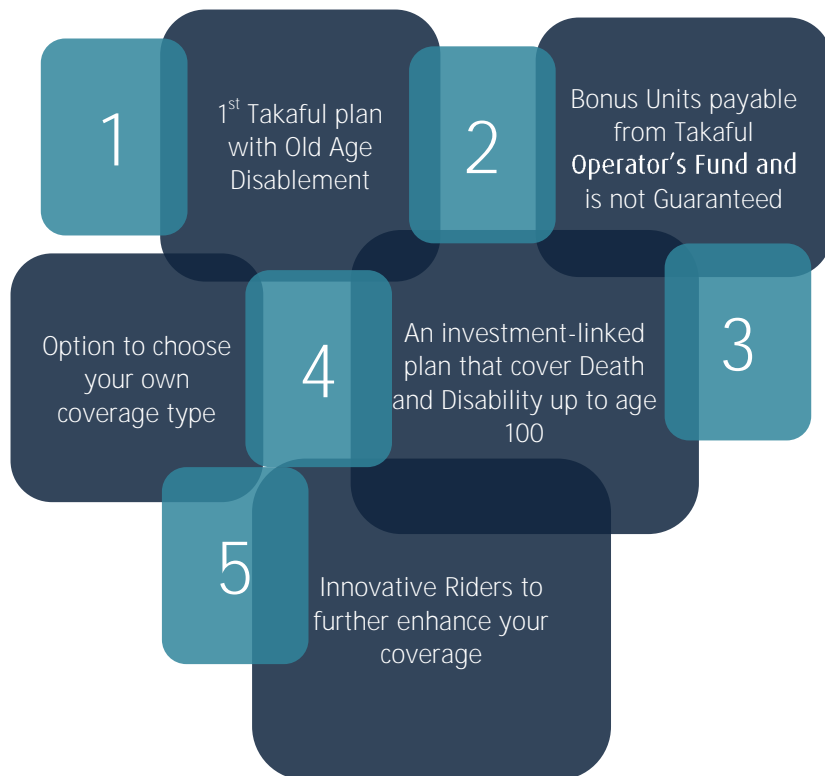 1
1st Takaful plan
with Old Age
Disablement
2
Bonus Units payable
from Takaful
Operator's Fund and
is not Guaranteed
3
An investment-linked
plan that cover Death
and Disability up to age
100
4
Option to choose
your own
coverage type
5
Innovative Riders to
further enhance your
coverage